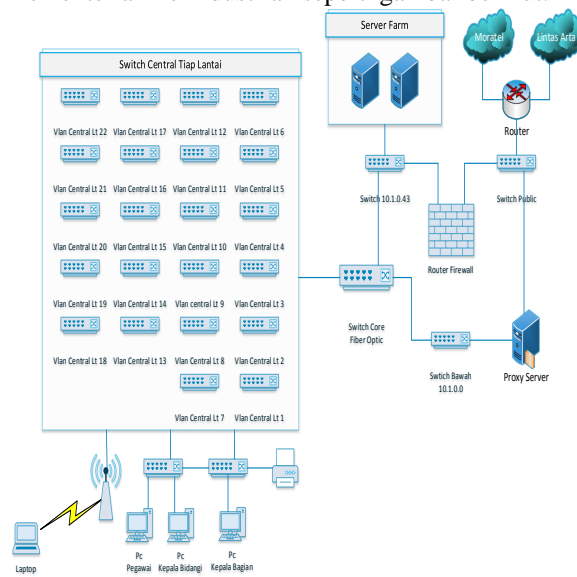 Server Farm
Moratel
Lintas Arta
Switch Central Tiap Lantai
Router
Vlan Central Lt 22
Vlan Central Lt 17
Vlan Central Lt 12
Vlan Central Lt 6
Vlan Central Lt 21
Vlan Central Lt 16
Vlan Central Lt 11
Vlan Central Lt 5
Switch 10.1.0.43
Switch Public
Vlan Central Lt 20
Vlan Central Lt 15
Vlan Central Lt 10
Vlan Central Lt 4
Router Firewall
Vlan Central Lt 19
Vlan Central Lt 14
Vlan central Lt 9
Vlan Central Lt 3
Switch Core
Fiber Optic
Vlan Central Lt 18
Vlan Central Lt 13
Vlan Central Lt 8
Vlan Central Lt 2
Swtich Bawah
10.1.0.0
Proxy Server
Vlan Central Lt 7
Vlan Central Lt 1
Laptop
Pc
Pegawai
Pc
Kepala Bidangi
Pc
Kepala Bagian